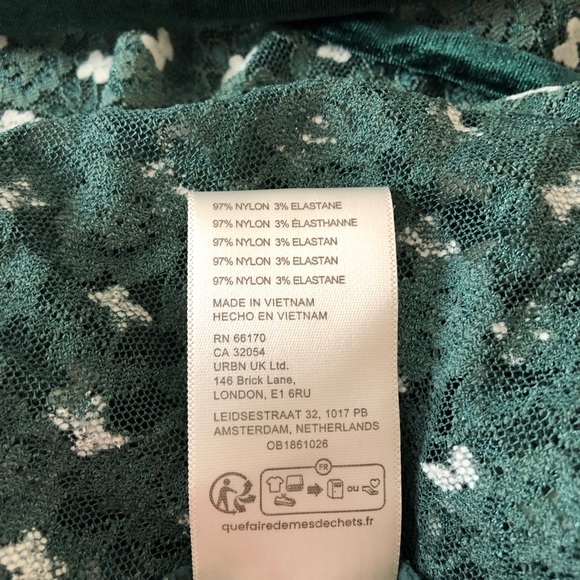 97% NYLON 3% ELASTANE
97% NYLON 3% ÉLASTHANNE
97% NYLON 3% ELASTAN
97% NYLON 3% ELASTAN
97% NYLON 3% ELASTANE
MADE IN VIETNAM
HECHO EN VIETNAM
RN 66170
CA 32054
URBN UK Ltd.
146 Brick Lane,
LONDON, E1 6RU
LEIDSESTRAAT 32, 1017 PB
AMSTERDAM, NETHERLANDS
OB1861026
FR
ou
quefairedemesdechets.fr